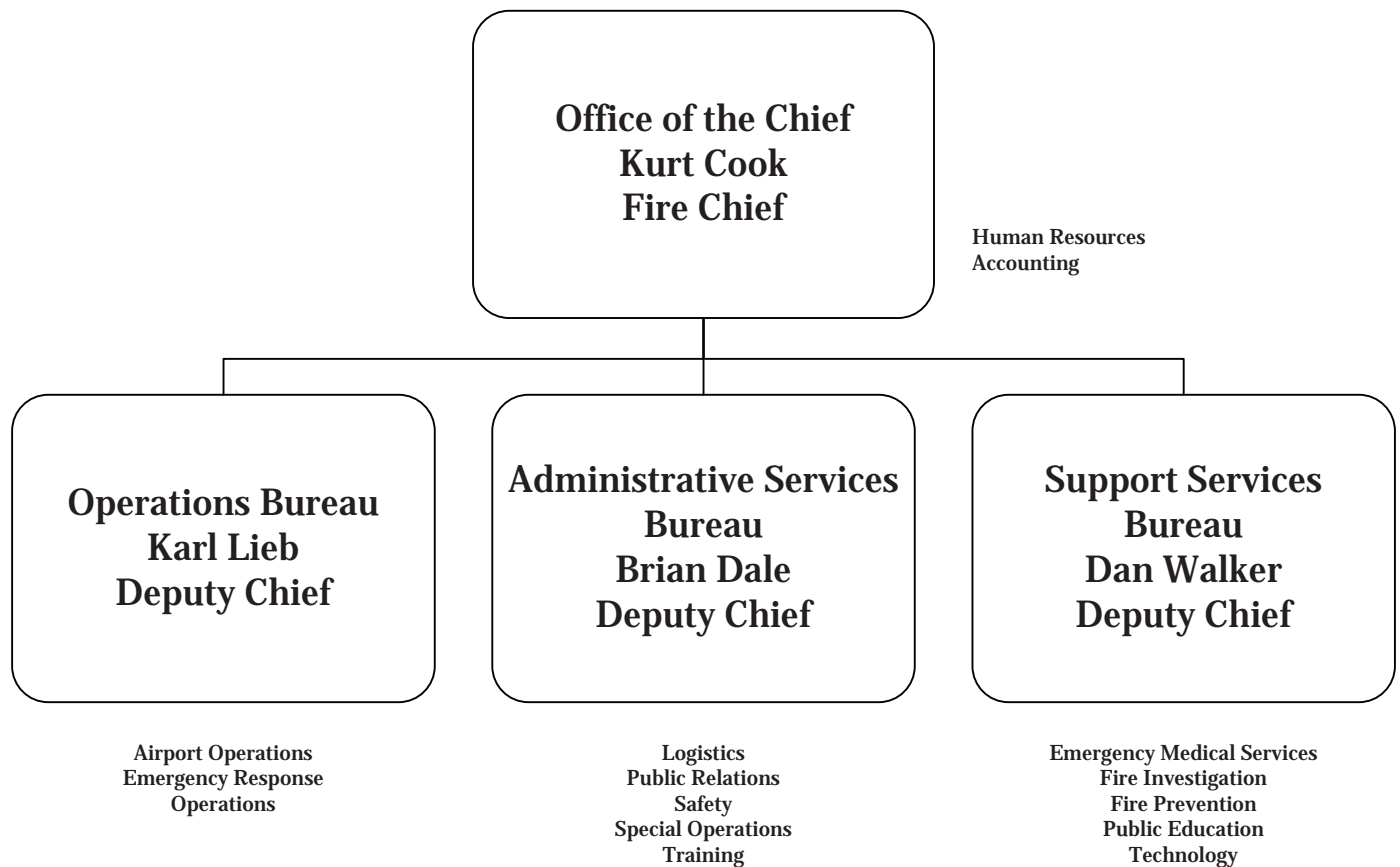 Office of the Chief
Kurt Cook
Fire Chief
Human Resources
Accounting
Operations Bureau
Karl Lieb
Deputy Chief
Administrative Services
Bureau
Brian Dale
Deputy Chief
Support Services
Bureau
Dan Walker
Deputy Chief
Airport Operations
Emergency Response
Operations
Logistics
Public Relations
Safety
Special Operations
Training
Emergency Medical Services
Fire Investigation
Fire Prevention
Public Education
Technology